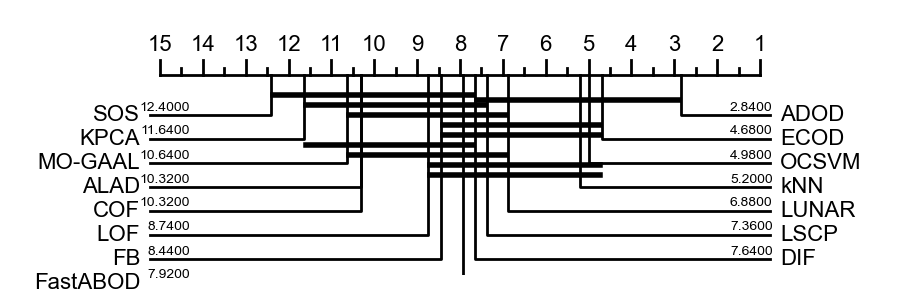 15 14 13 12 11 10 9 8 7 6 5 4 3 2 1
SOS 12.4000 2.8400 ADOD
KPCA 11.6400 4.6800 ECOD
MO-GAAL 10.6400 4.9800 OCSVM
ALAD 10.3200 5.2000 kNN
COF 10.3200 6.8800 LUNAR
LOF 8.7400 7.3600 LSCP
FB 8.4400 7.6400 DIF
FastABOD 7.9200